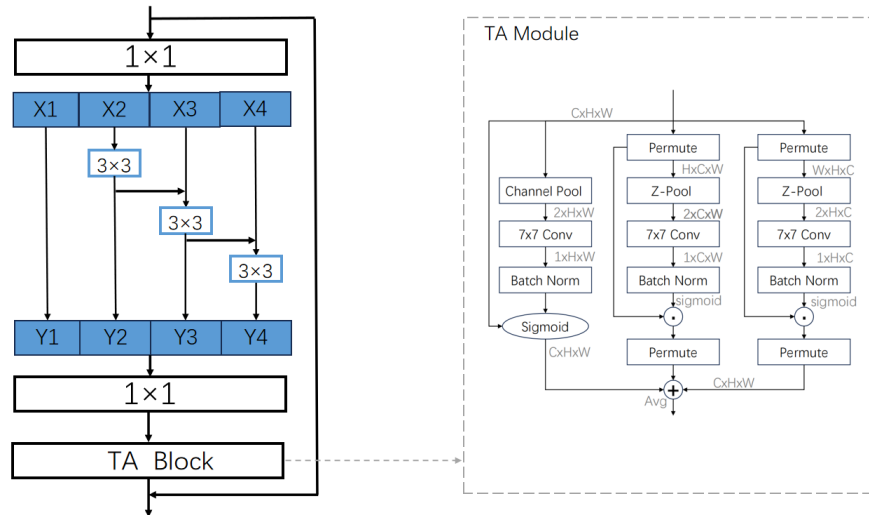 1×1
X1 X2 X3 X4
3×3
3×3
3×3
Y1 Y2 Y3 Y4
1×1
TA Block
TA Module
CxHxW
Permute Permute
HxCxW WxHxC
Channel Pool Z-Pool Z-Pool
2xHxW 2xCxW 2xHxC
7x7 Conv 7x7 Conv 7x7 Conv
1xHxW 1xCxW 1xHxC
Batch Norm Batch Norm Batch Norm
sigmoid sigmoid
Sigmoid
CxHxW Permute Permute
CxHxW
+
Avg